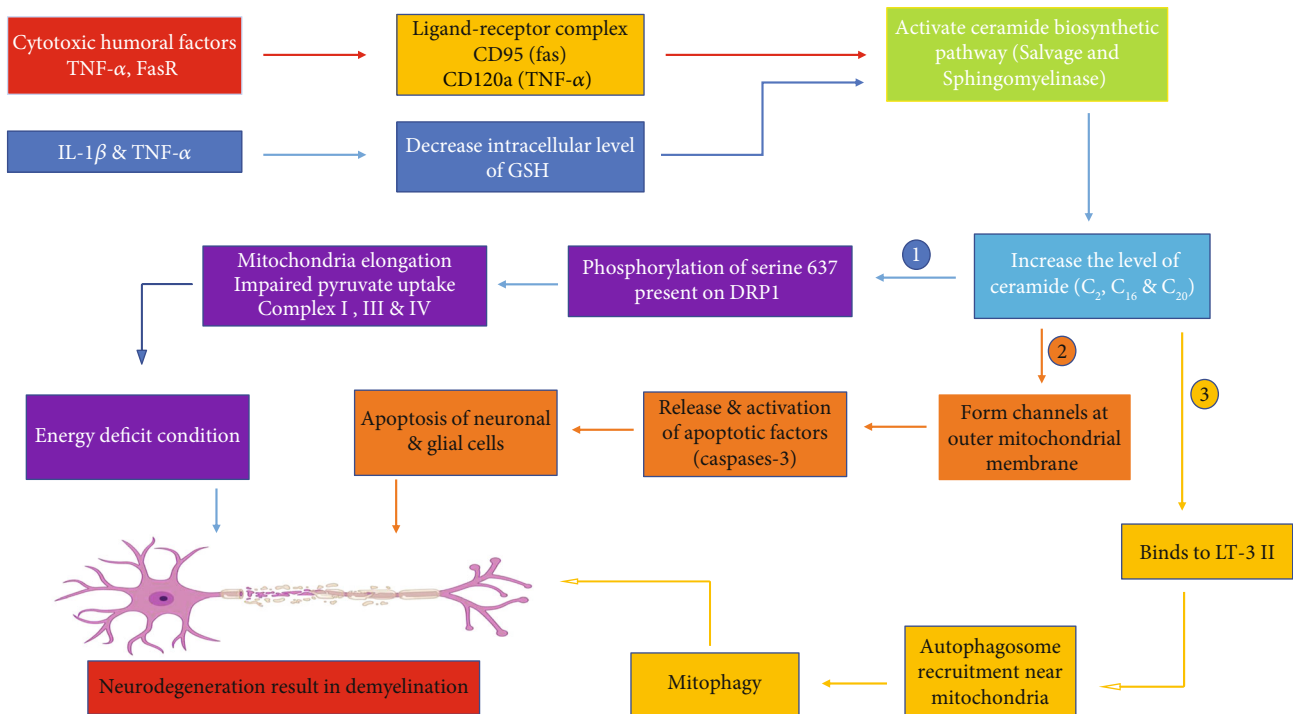 Cytotoxic humoral factors
TNF-α, FasR
Ligand-receptor complex
CD95 (fas)
CD120a (TNF-α)
Activate ceramide biosynthetic
pathway (Salvage and
Sphingomyelinase)
IL-1β & TNF-α
Decrease intracellular level
of GSH
Mitochondria elongation
Impaired pyruvate uptake
Complex I , III & IV
Phosphorylation of serine 637
present on DRP1
1
Increase the level of
ceramide (C₂, C₁₆ & C₂₀)
2
3
Energy deficit condition
Apoptosis of neuronal
& glial cells
Release & activation
of apoptotic factors
(caspases-3)
Form channels at
outer mitochondrial
membrane
Binds to LT-3 II
Neurodegeneration result in demyelination
Mitophagy
Autophagosome
recruitment near
mitochondria